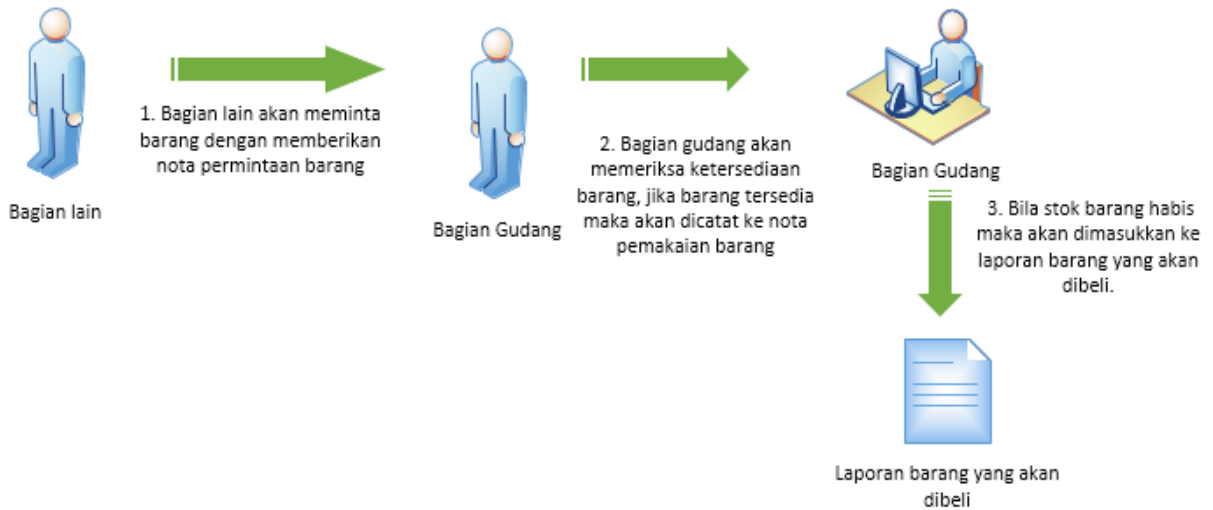 1. Bagian lain akan meminta
barang dengan memberikan
nota permintaan barang
Bagian lain
2. Bagian gudang akan
memeriksa ketersediaan
barang, jika barang tersedia
maka akan dicatat ke nota
pemakaian barang
Bagian Gudang
Bagian Gudang
3. Bila stok barang habis
maka akan dimasukkan ke
laporan barang yang akan
dibeli.
Laporan barang yang akan
dibeli